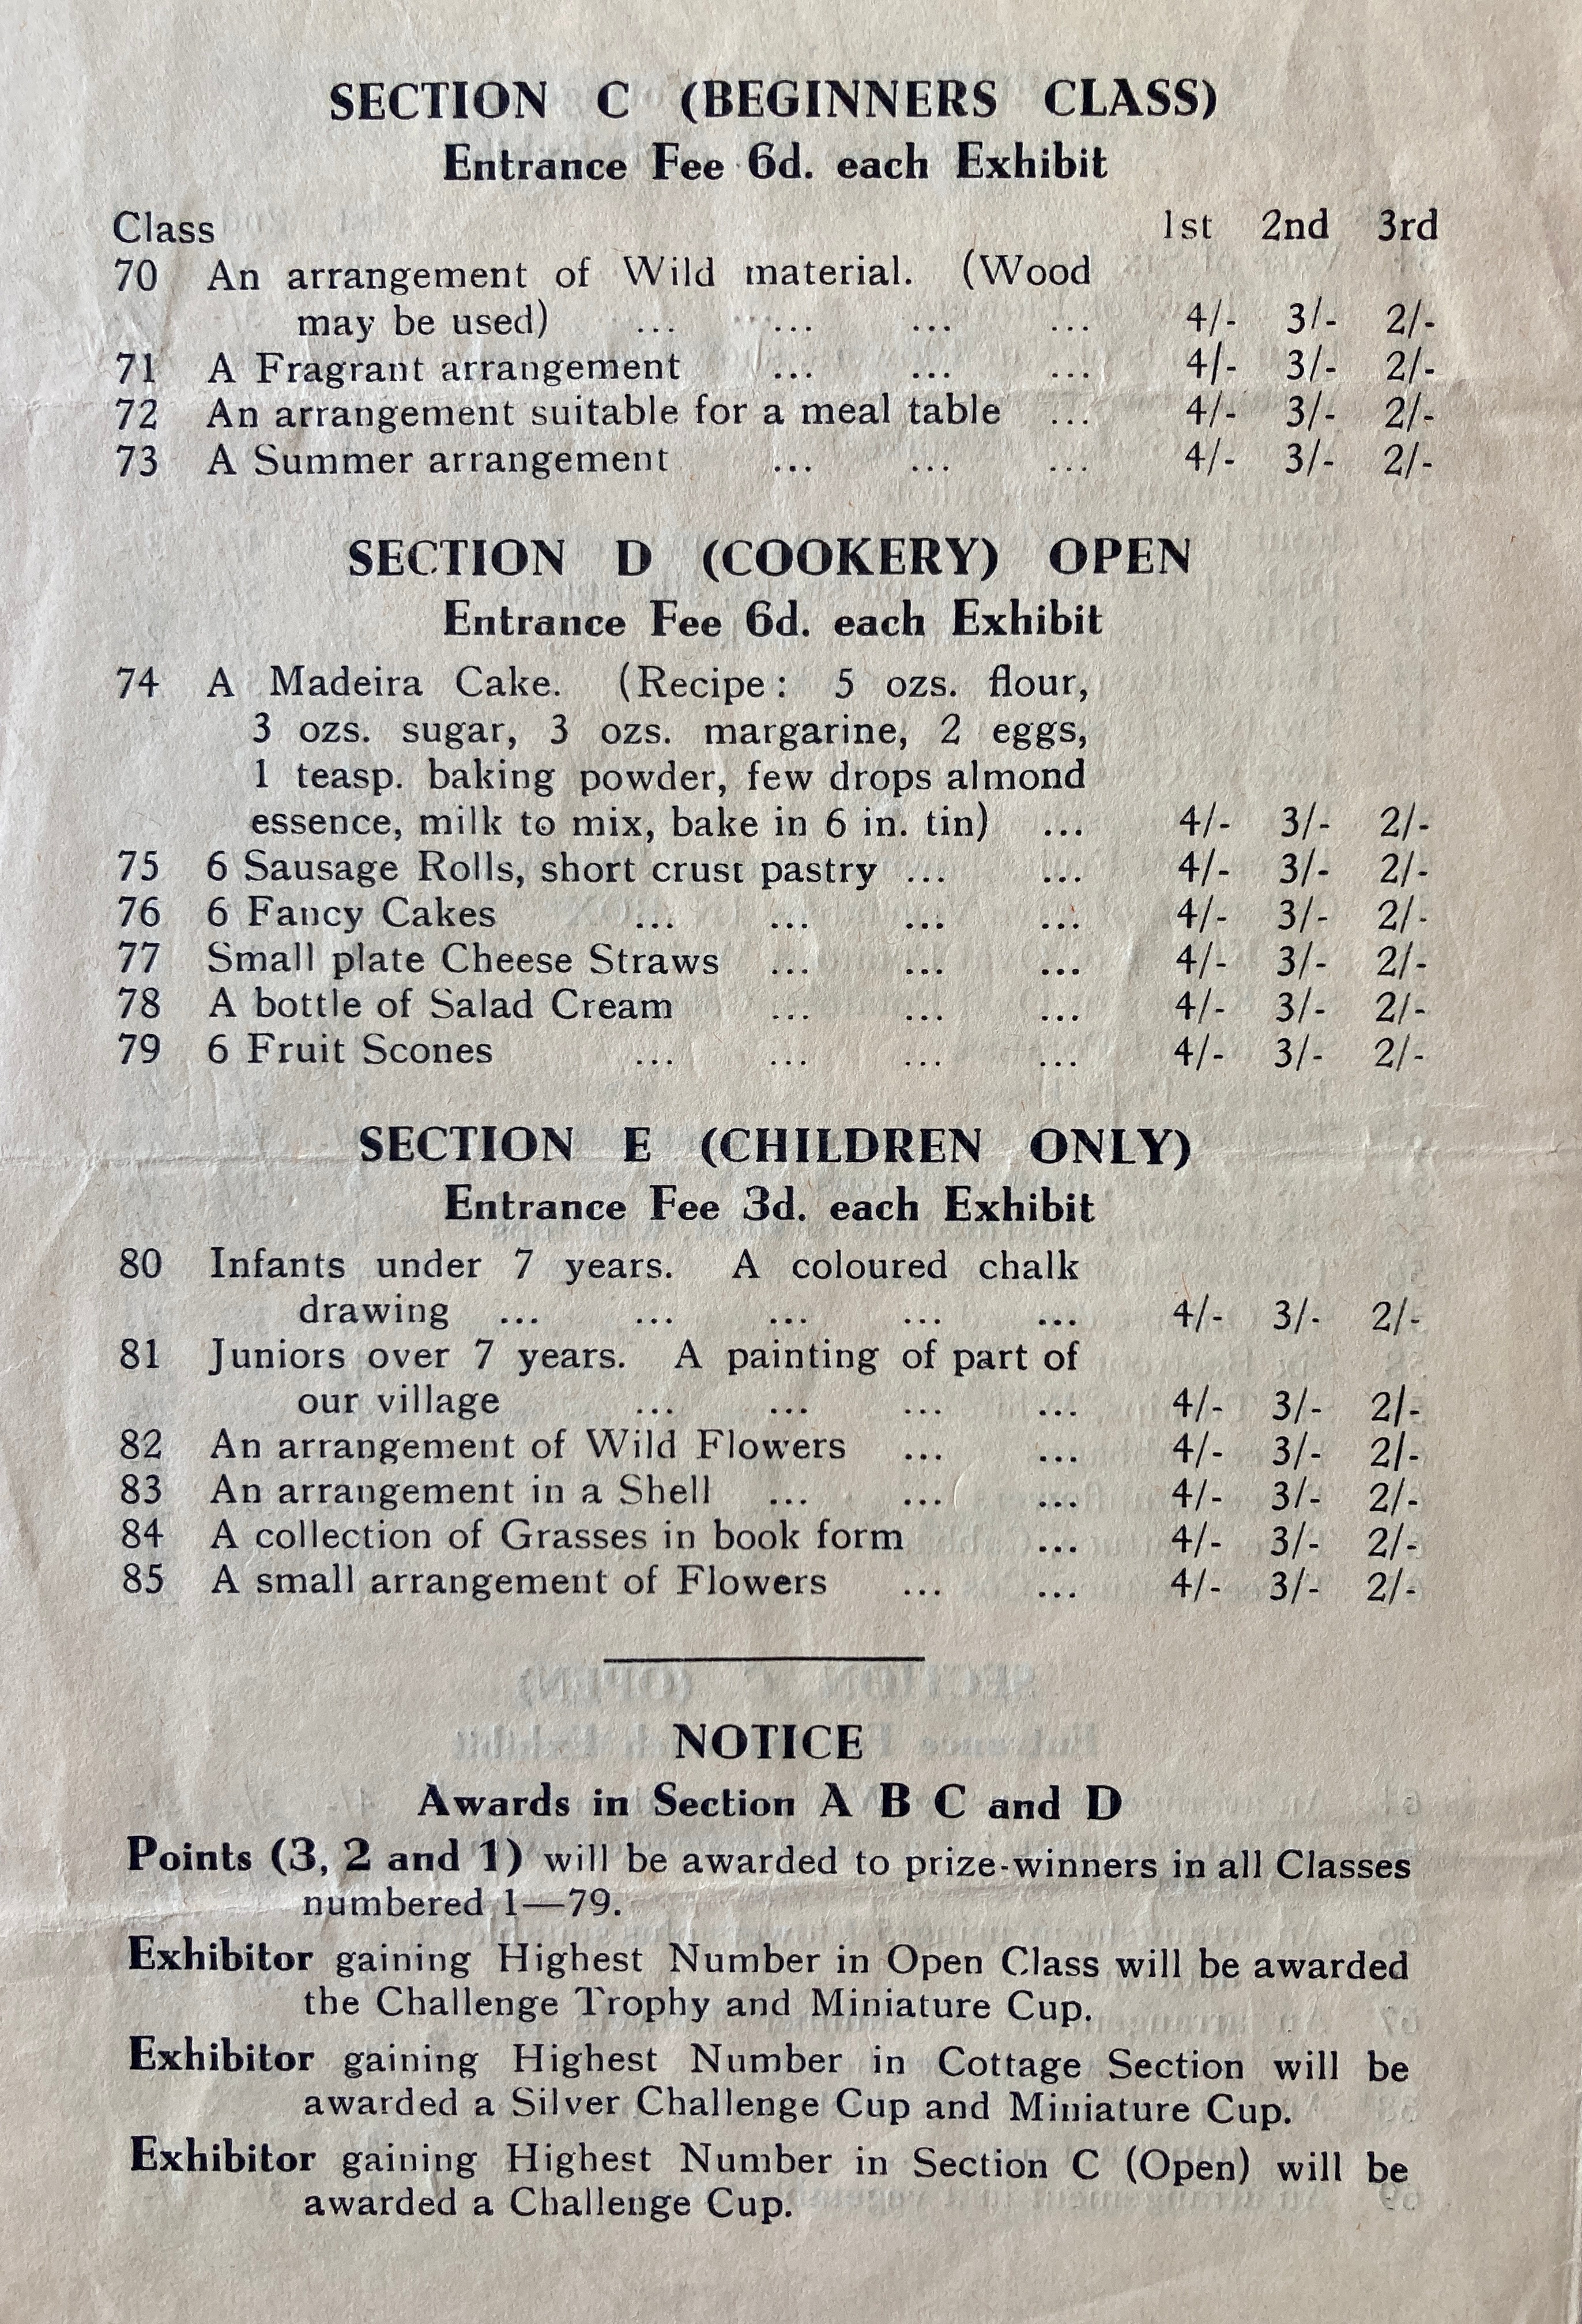 SECTION C (BEGINNERS CLASS)
Entrance Fee 6d. each Exhibit
Class 1st 2nd 3rd
70 An arrangement of Wild material. (Wood
may be used) ... ... ... ... 4/- 3/- 2/-
71 A Fragrant arrangement ... ... ... 4/- 3/- 2/-
72 An arrangement suitable for a meal table ... 4/- 3/- 2/-
73 A Summer arrangement ... ... ... 4/- 3/- 2/-
SECTION D (COOKERY) OPEN
Entrance Fee 6d. each Exhibit
74 A Madeira Cake. (Recipe: 5 ozs. flour,
3 ozs. sugar, 3 ozs. margarine, 2 eggs,
1 teasp. baking powder, few drops almond
essence, milk to mix, bake in 6 in. tin) ... 4/- 3/- 2/-
75 6 Sausage Rolls, short crust pastry ... ... 4/- 3/- 2/-
76 6 Fancy Cakes ... ... ... ... 4/- 3/- 2/-
77 Small plate Cheese Straws ... ... ... 4/- 3/- 2/-
78 A bottle of Salad Cream ... ... ... 4/- 3/- 2/-
79 6 Fruit Scones ... ... ... ... 4/- 3/- 2/-
SECTION E (CHILDREN ONLY)
Entrance Fee 3d. each Exhibit
80 Infants under 7 years. A coloured chalk
drawing ... ... ... ... ... 4/- 3/- 2/-
81 Juniors over 7 years. A painting of part of
our village ... ... ... ... 4/- 3/- 2/-
82 An arrangement of Wild Flowers ... ... 4/- 3/- 2/-
83 An arrangement in a Shell ... ... ... 4/- 3/- 2/-
84 A collection of Grasses in book form ... 4/- 3/- 2/-
85 A small arrangement of Flowers ... ... 4/- 3/- 2/-
NOTICE
Awards in Section A B C and D
Points (3, 2 and 1) will be awarded to prize-winners in all Classes
numbered 1—79.
Exhibitor gaining Highest Number in Open Class will be awarded
the Challenge Trophy and Miniature Cup.
Exhibitor gaining Highest Number in Cottage Section will be
awarded a Silver Challenge Cup and Miniature Cup.
Exhibitor gaining Highest Number in Section C (Open) will be
awarded a Challenge Cup.